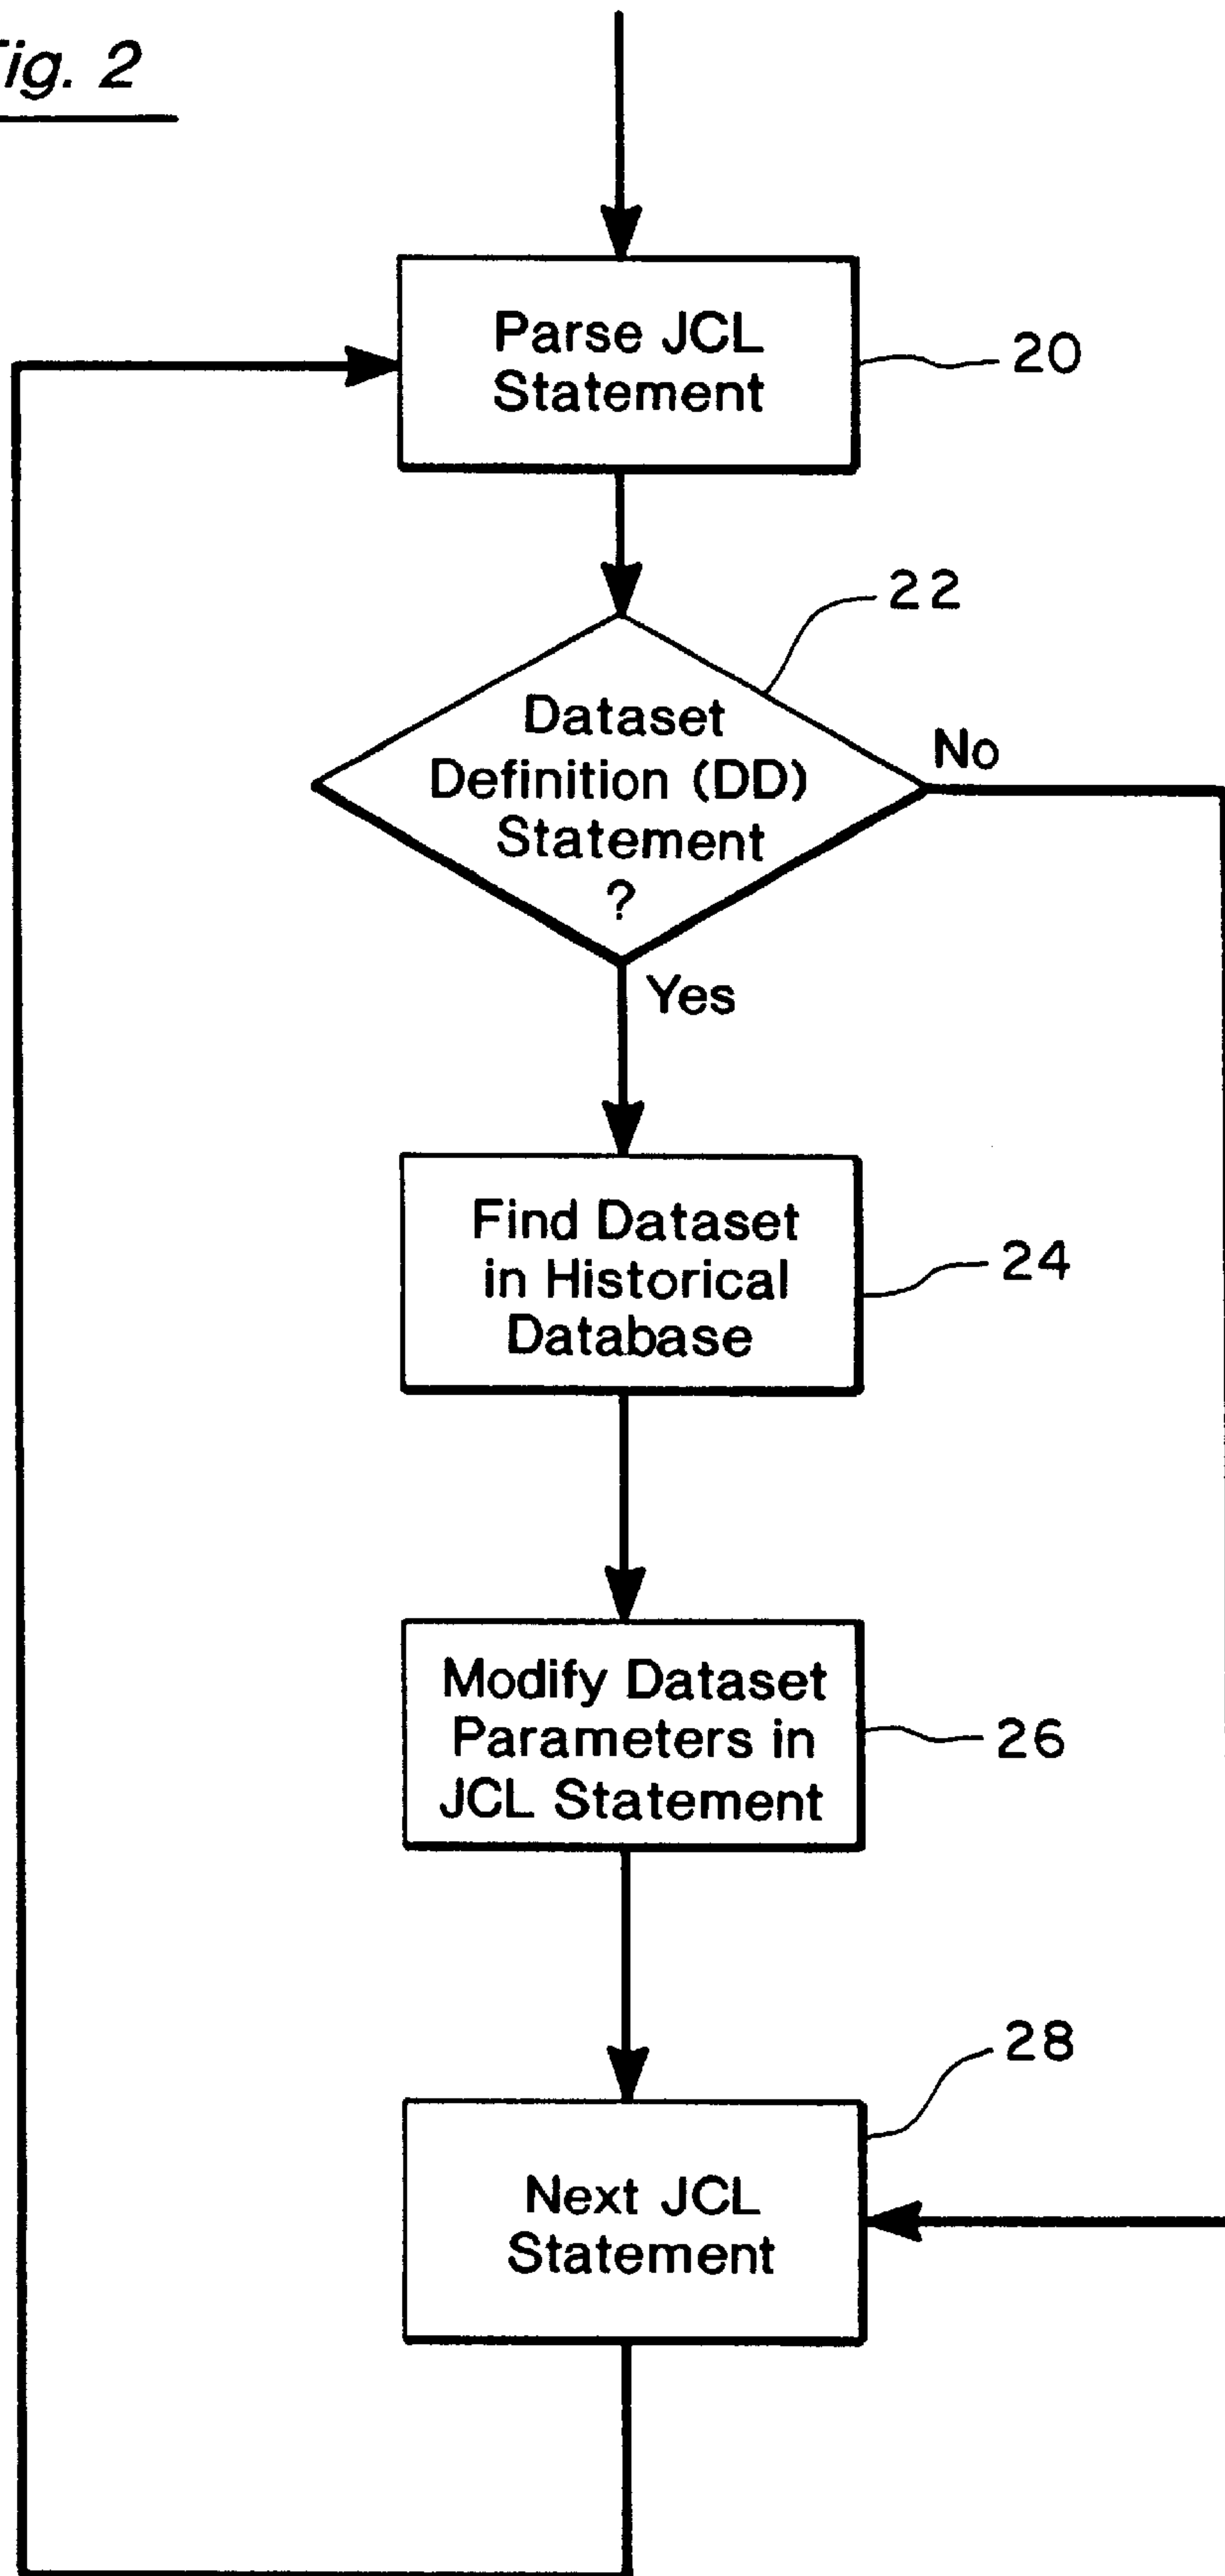 ig. 2
Parse JCL
Statement
20
22
Dataset
Definition (DD)
Statement
?
No
Yes
Find Dataset
in Historical
Database
24
Modify Dataset
Parameters in
JCL Statement
26
28
Next JCL
Statement